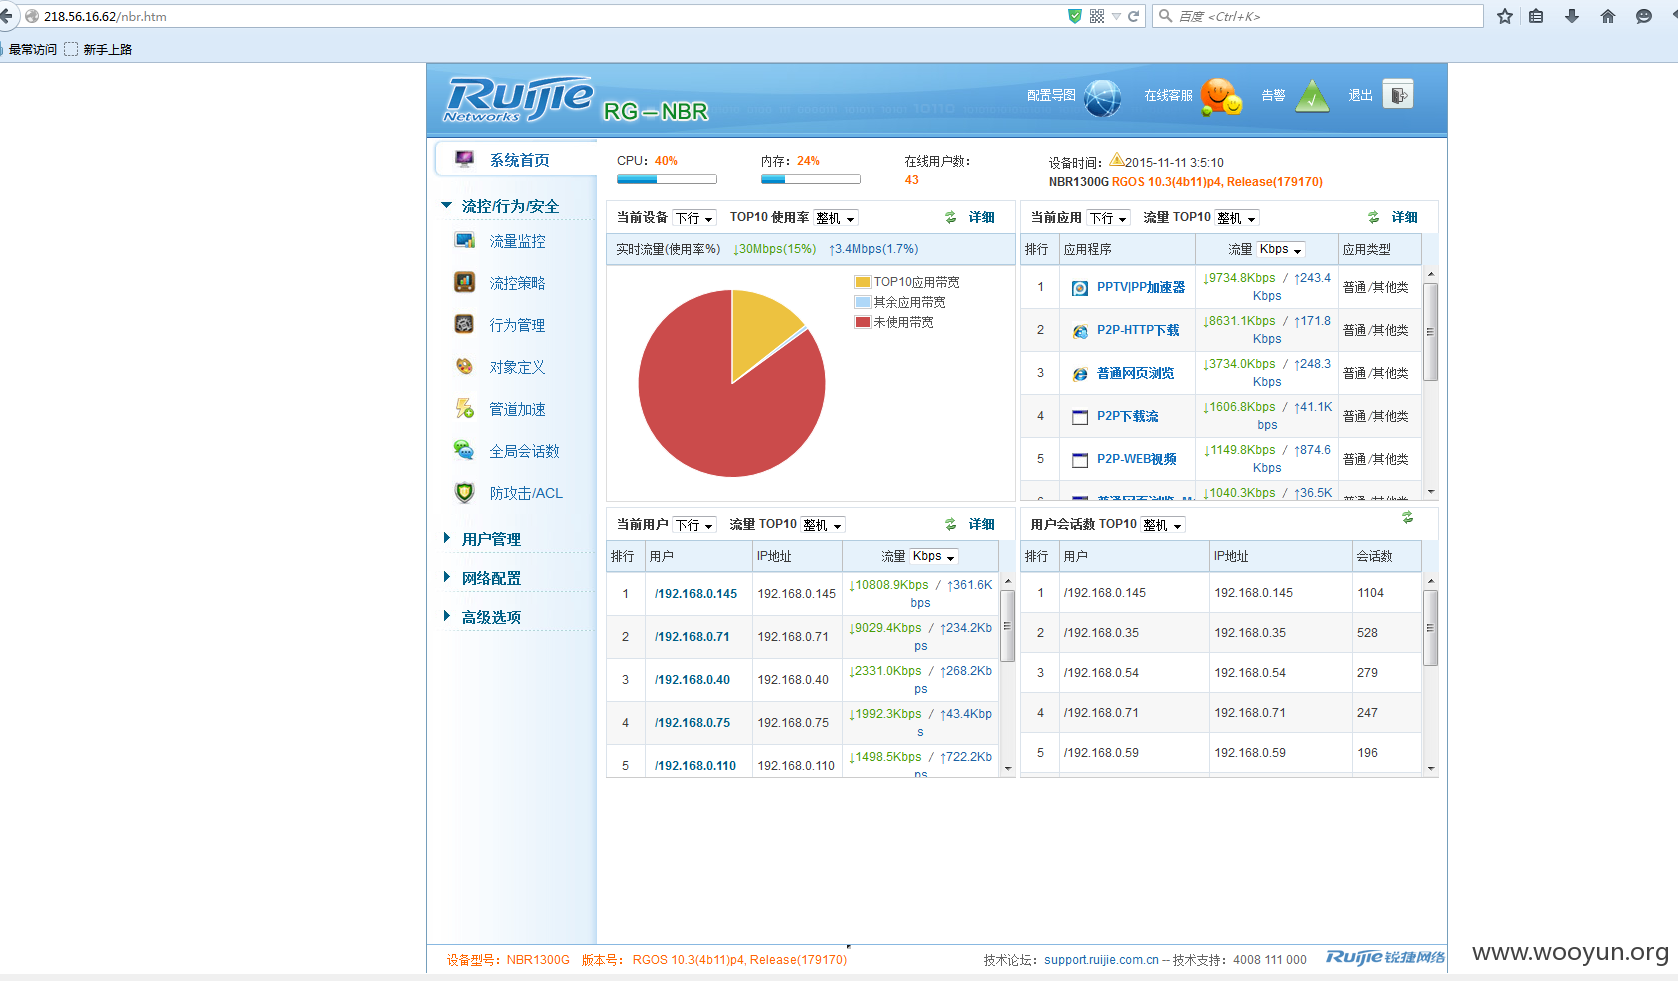 218.56.16.62/nbr.htm
百度 <Ctrl+K>
最常访问 新手上路
Ruijie Networks RG-NBR
配置导图 在线客服 告警 退出
系统首页
流控/行为/安全
流量监控
流控策略
行为管理
对象定义
管道加速
全局会话数
防攻击/ACL
用户管理
网络配置
高级选项
CPU：40% 内存：24% 在线用户数：
43
设备时间：2015-11-11 3:5:10
NBR1300G RGOS 10.3(4b11)p4, Release(179170)
当前设备 下行 TOP10 使用率 整机 详细
实时流量(使用率%) ↓30Mbps(15%) ↑3.4Mbps(1.7%)
TOP10应用带宽
其余应用带宽
未使用带宽
当前应用 下行 流量 TOP10 整机 详细
排行 应用程序 流量 Kbps 应用类型
1 PPTV|PP加速器 ↓9734.8Kbps / ↑243.4
Kbps 普通/其他类
2 P2P-HTTP下载 ↓8631.1Kbps / ↑171.8
Kbps 普通/其他类
3 普通网页浏览 ↓3734.0Kbps / ↑248.3
Kbps 普通/其他类
4 P2P下载流 ↓1606.8Kbps / ↑41.1K
bps 普通/其他类
5 P2P-WEB视频 ↓1149.8Kbps / ↑874.6
Kbps 普通/其他类
↓1040.3Kbps / ↑36.5K
当前用户 下行 流量 TOP10 整机 详细
排行 用户 IP地址 流量 Kbps
1 /192.168.0.145 192.168.0.145 ↓10808.9Kbps / ↑361.6K
bps
2 /192.168.0.71 192.168.0.71 ↓9029.4Kbps / ↑234.2Kb
ps
3 /192.168.0.40 192.168.0.40 ↓2331.0Kbps / ↑268.2Kb
ps
4 /192.168.0.75 192.168.0.75 ↓1992.3Kbps / ↑43.4Kbp
s
5 /192.168.0.110 192.168.0.110 ↓1498.5Kbps / ↑722.2Kb
ps
用户会话数 TOP10 整机
排行 用户 IP地址 会话数
1 /192.168.0.145 192.168.0.145 1104
2 /192.168.0.35 192.168.0.35 528
3 /192.168.0.54 192.168.0.54 279
4 /192.168.0.71 192.168.0.71 247
5 /192.168.0.59 192.168.0.59 196
设备型号：NBR1300G 版本号： RGOS 10.3(4b11)p4, Release(179170)
技术论坛：support.ruijie.com.cn -- 技术支持：4008 111 000 Ruijie锐捷网络
www.wooyun.org